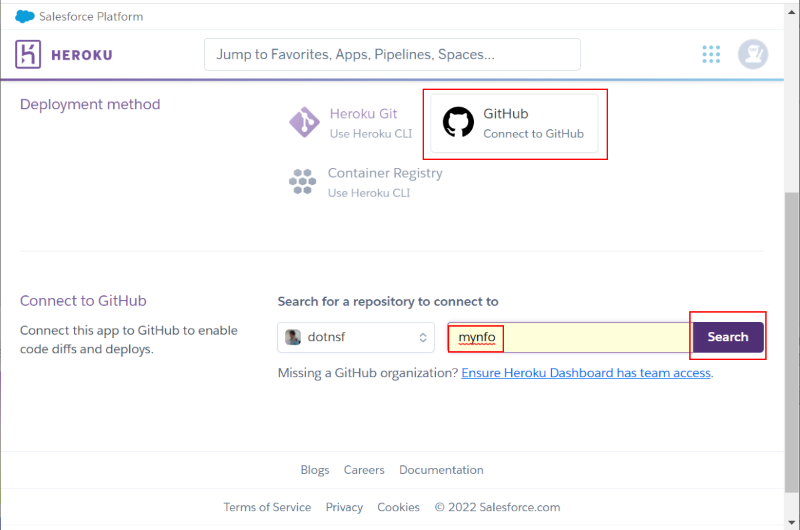 Salesforce Platform
HEROKU
Jump to Favorites, Apps, Pipelines, Spaces...
Deployment method
Heroku Git
Use Heroku CLI
GitHub
Connect to GitHub
Container Registry
Use Heroku CLI
Connect to GitHub
Connect this app to GitHub to enable
code diffs and deploys.
Search for a repository to connect to
dotnsf
mynfo
Search
Missing a GitHub organization? Ensure Heroku Dashboard has team access.
Blogs Careers Documentation
Terms of Service Privacy Cookies © 2022 Salesforce.com